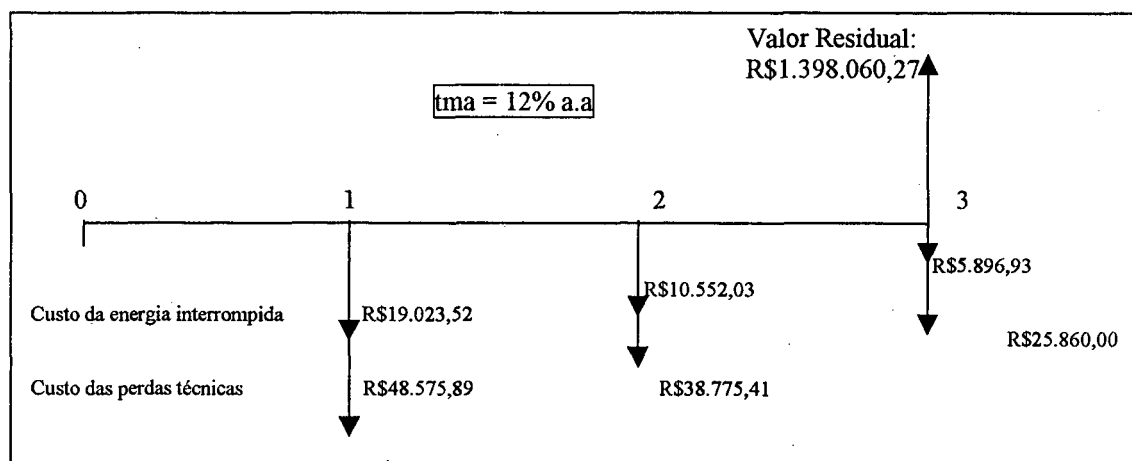 Valor Residual:
R$1.398.060,27
tma = 12% a.a
0 1 2 3
R$5.896,93
R$10.552,03
Custo da energia interrompida R$19.023,52
R$25.860,00
Custo das perdas técnicas R$48.575,89 R$38.775,41